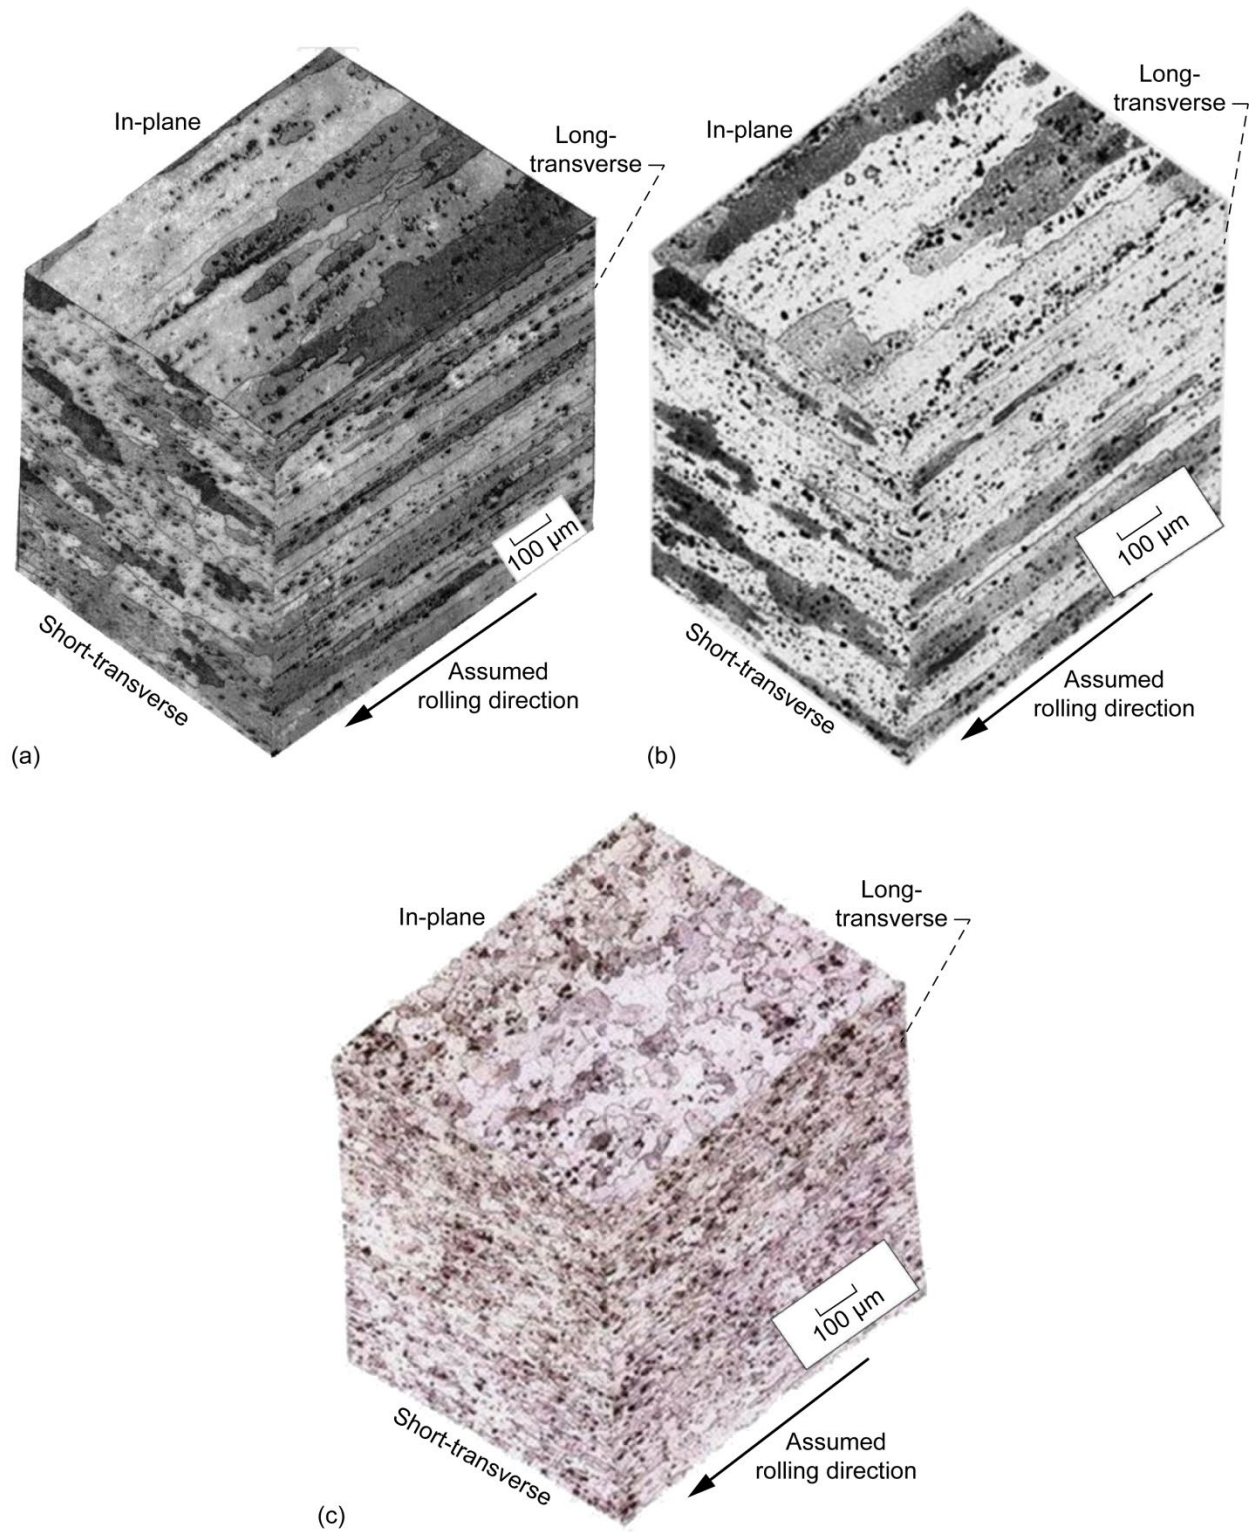 In-plane
Long-
transverse
100 µm
Short-transverse
Assumed
rolling direction
(a)
In-plane
Long-
transverse
100 µm
Short-transverse
Assumed
rolling direction
(b)
In-plane
Long-
transverse
100 µm
Short-transverse
Assumed
rolling direction
(c)